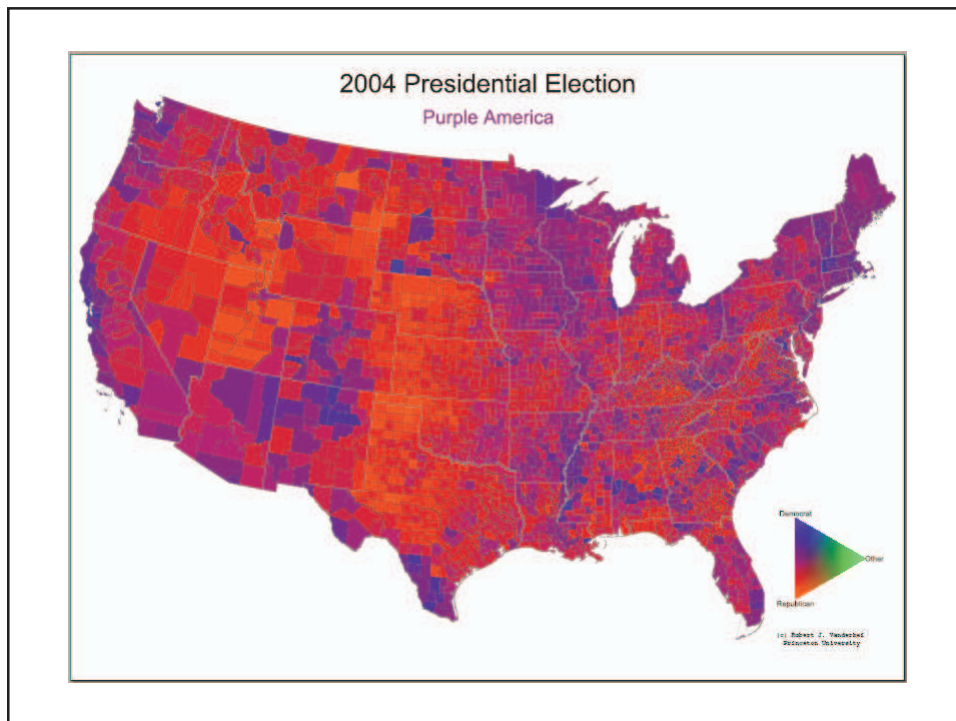 2004 Presidential Election
Purple America
Democrat
Other
Republican
(c) Robert J. Vanderbei
Princeton University